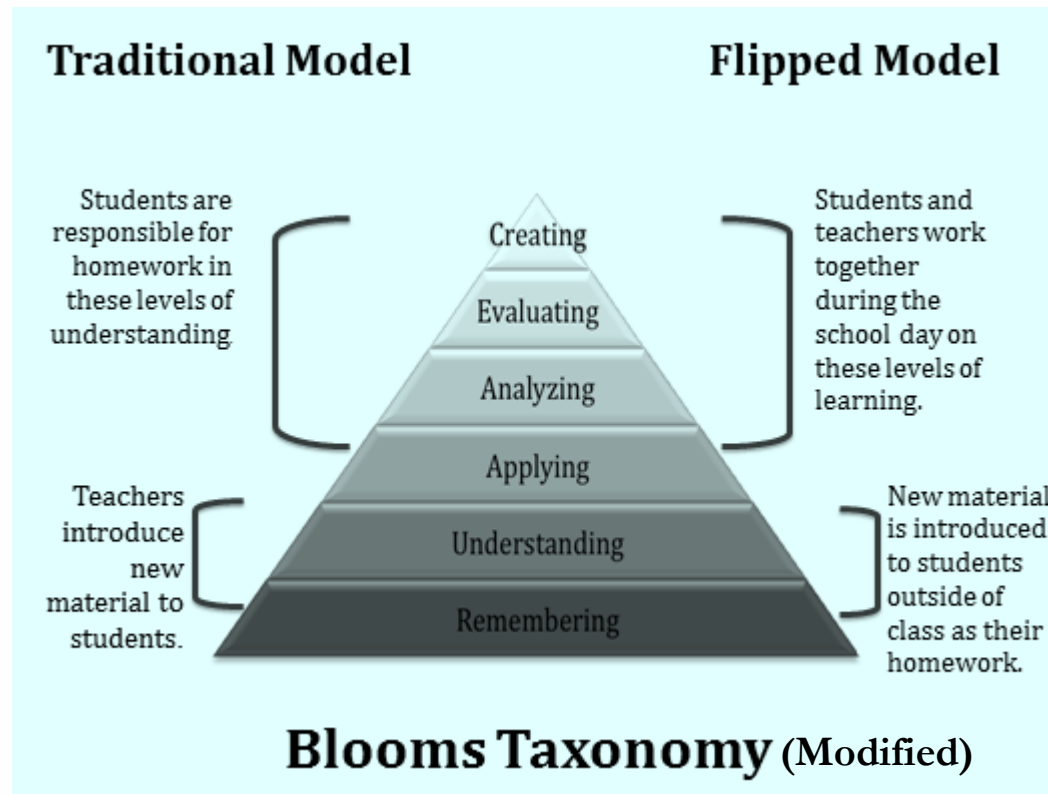 Traditional Model
Flipped Model
Students are
responsible for
homework in
these levels of
understanding.
Creating
Evaluating
Analyzing
Applying
Understanding
Remembering
Students and
teachers work
together
during the
school day on
these levels of
learning.
Teachers
introduce
new
material to
students.
New material
is introduced
to students
outside of
class as their
homework.
Blooms Taxonomy (Modified)